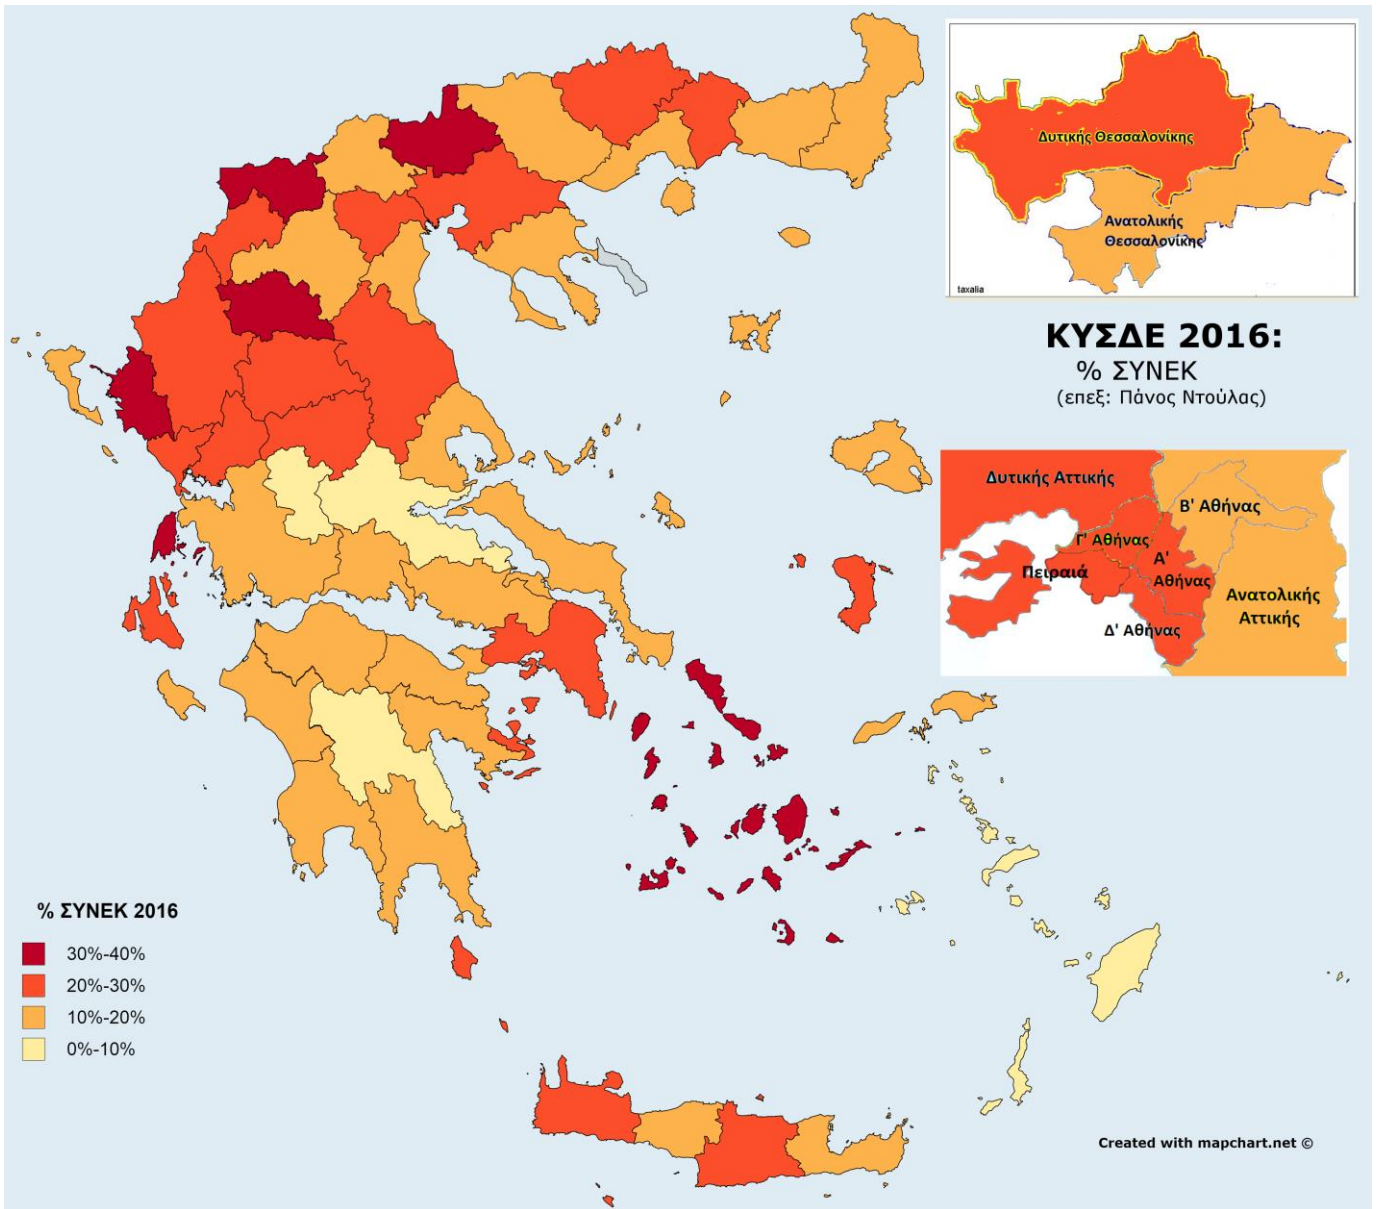 Δυτικής Θεσσαλονίκης
Ανατολικής
Θεσσαλονίκης
taxalia
ΚΥΣΔΕ 2016:
% ΣΥΝΕΚ
(επεξ: Πάνος Ντούλας)
Δυτικής Αττικής
Β' Αθήνας
Γ' Αθήνας
Α'
Αθήνας
Πειραιά
Ανατολικής
Αττικής
Δ' Αθήνας
% ΣΥΝΕΚ 2016
30%-40%
20%-30%
10%-20%
0%-10%
Created with mapchart.net ©